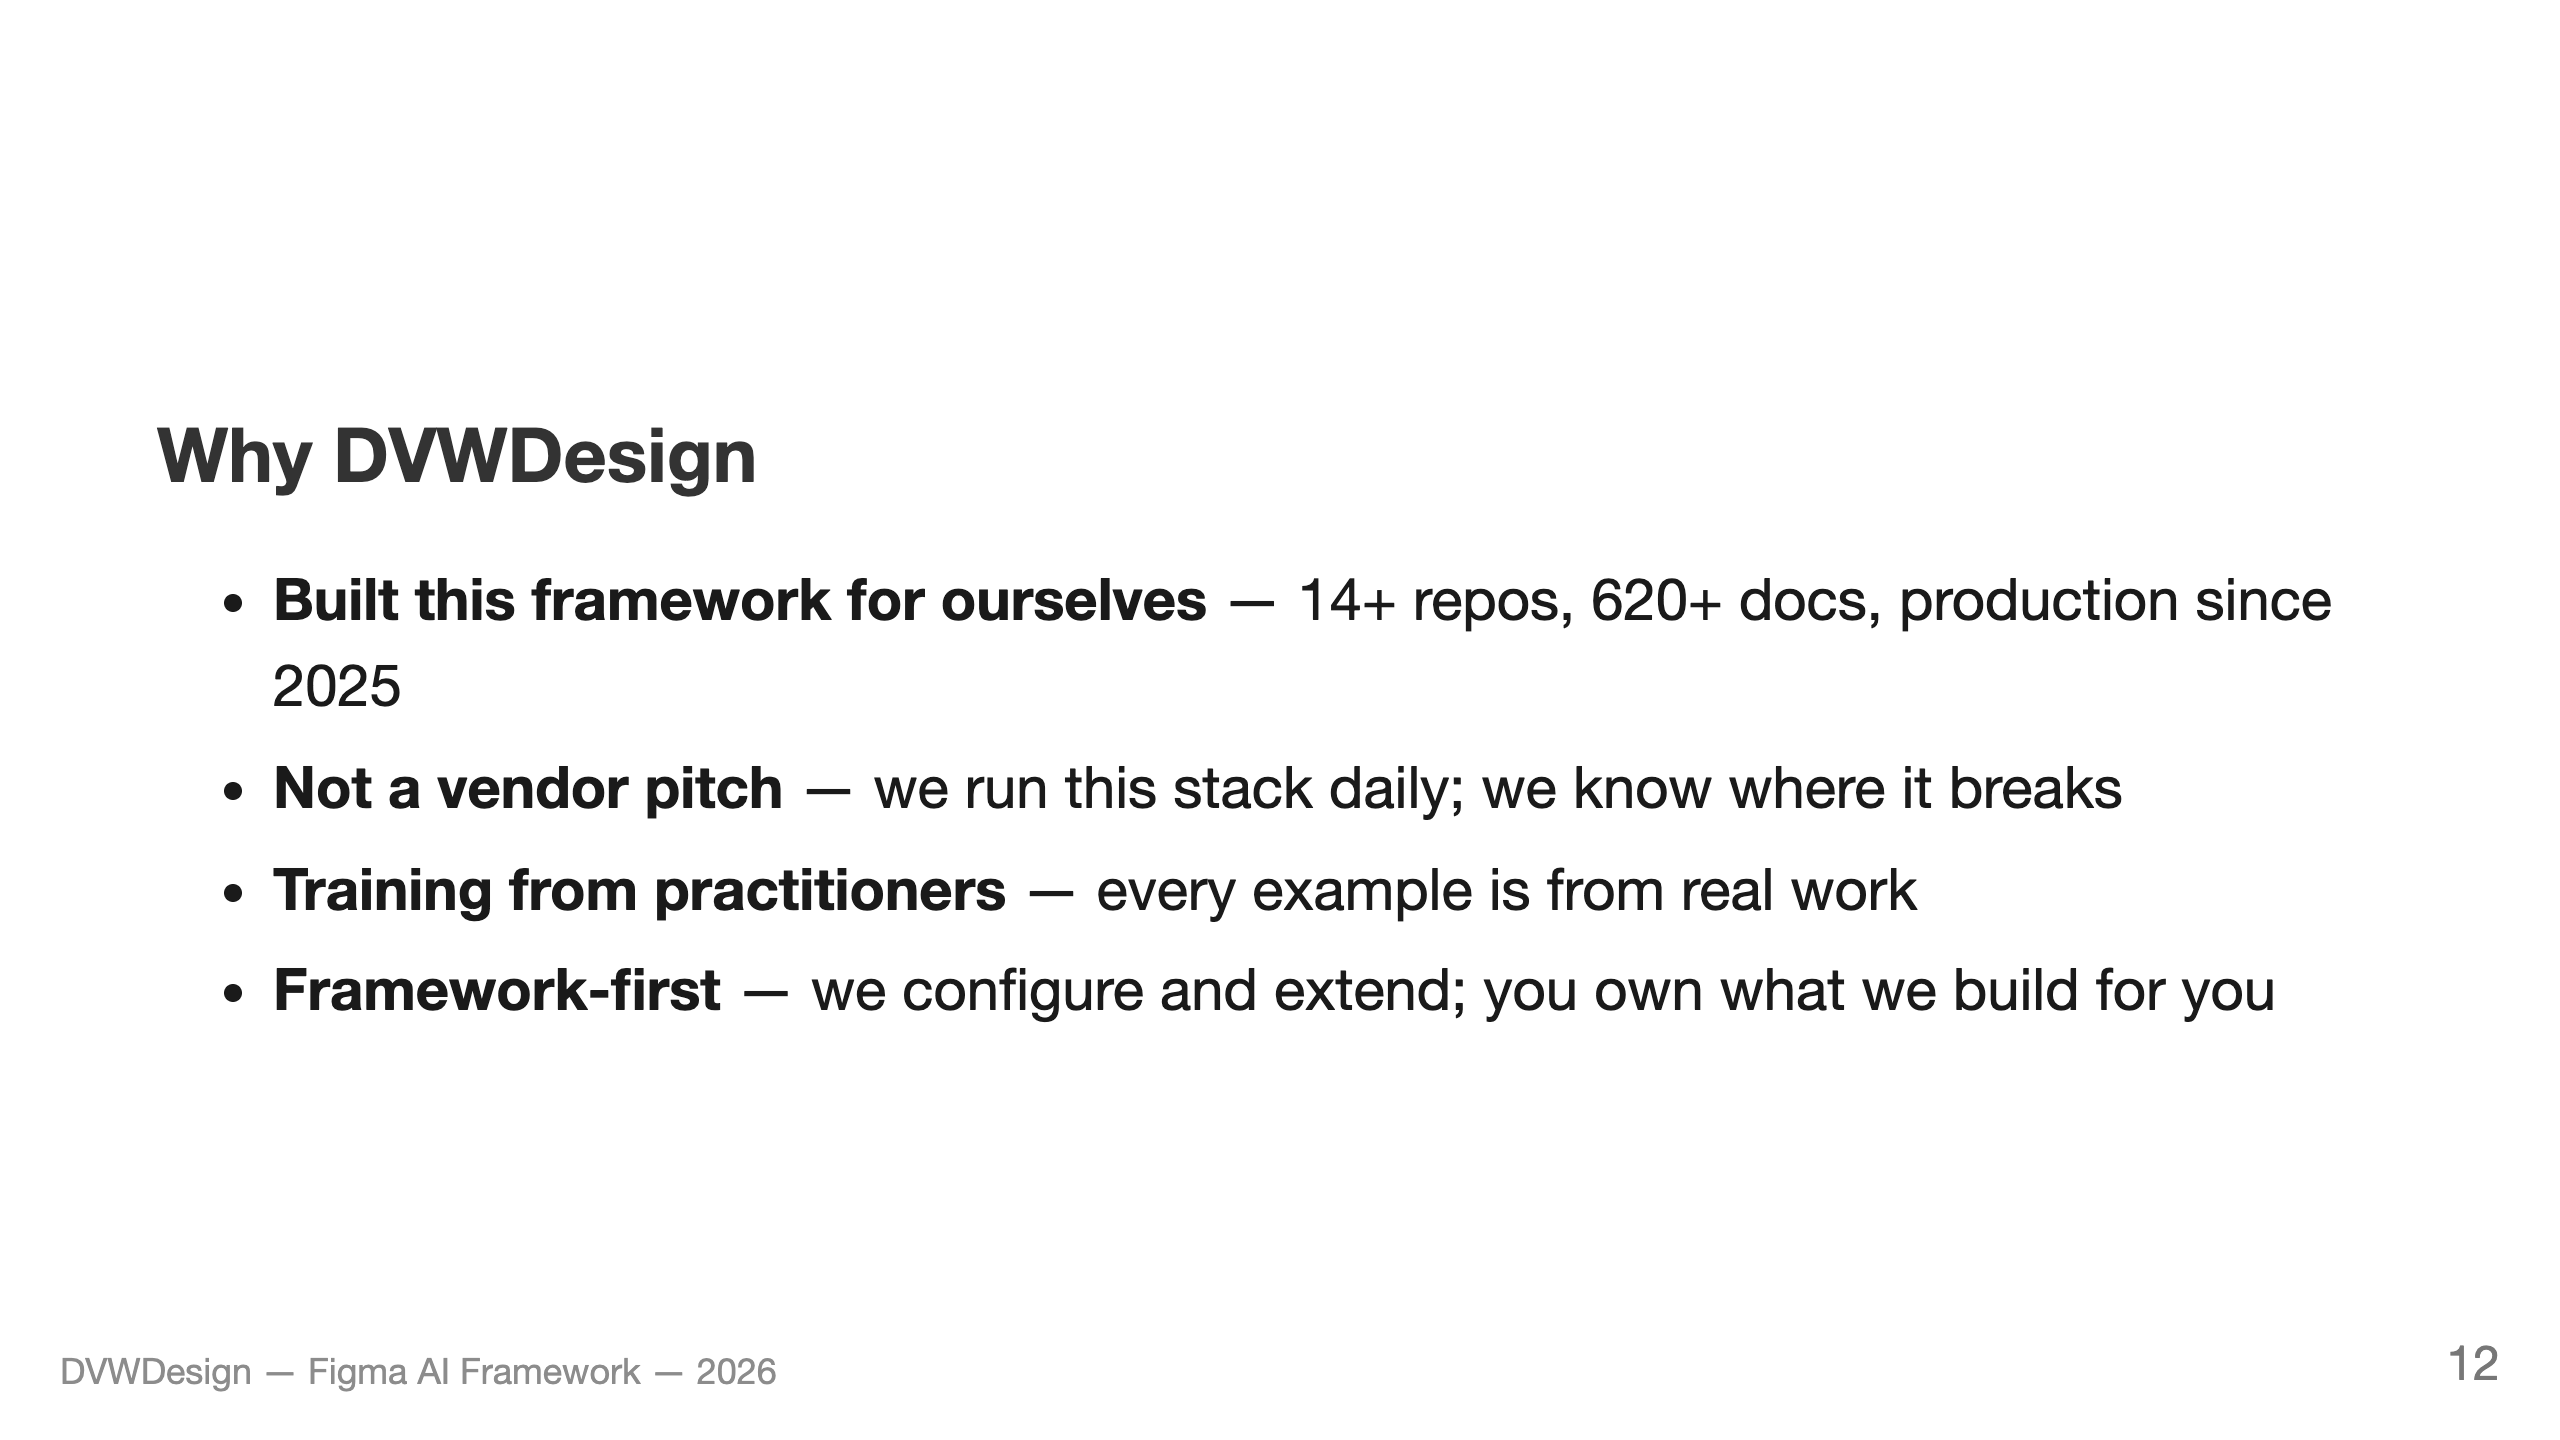 Why DVWDesign
• Built this framework for ourselves — 14+ repos, 620+ docs, production since
2025
• Not a vendor pitch — we run this stack daily; we know where it breaks
• Training from practitioners — every example is from real work
• Framework-first — we configure and extend; you own what we build for you
DVWDesign — Figma AI Framework — 2026
12